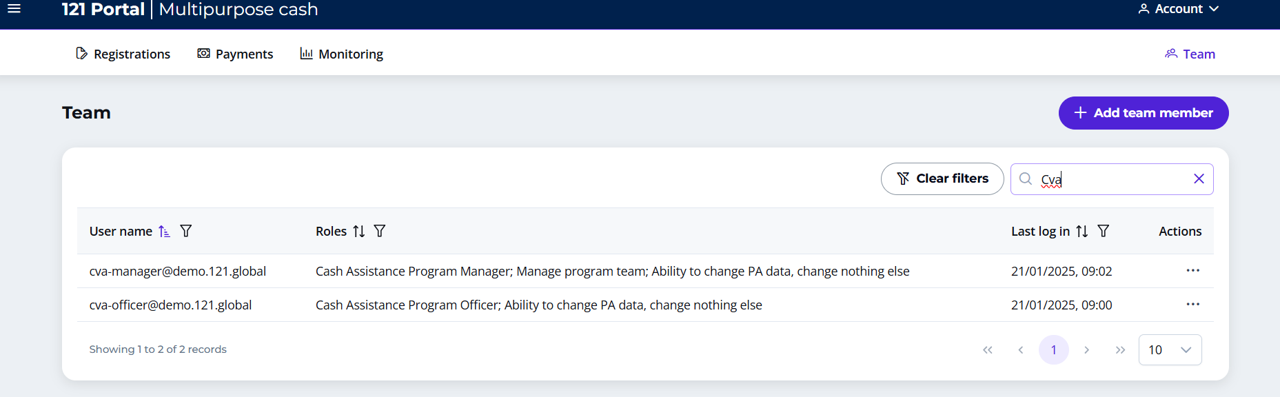 121 Portal | Multipurpose cash Account
Registrations Payments Monitoring Team
Team + Add team member
Clear filters Cva
User name Roles Last log in Actions
cva-manager@demo.121.global Cash Assistance Program Manager; Manage program team; Ability to change PA data, change nothing else 21/01/2025, 09:02 ...
cva-officer@demo.121.global Cash Assistance Program Officer; Ability to change PA data, change nothing else 21/01/2025, 09:00 ...
Showing 1 to 2 of 2 records « ‹ 1 › » 10